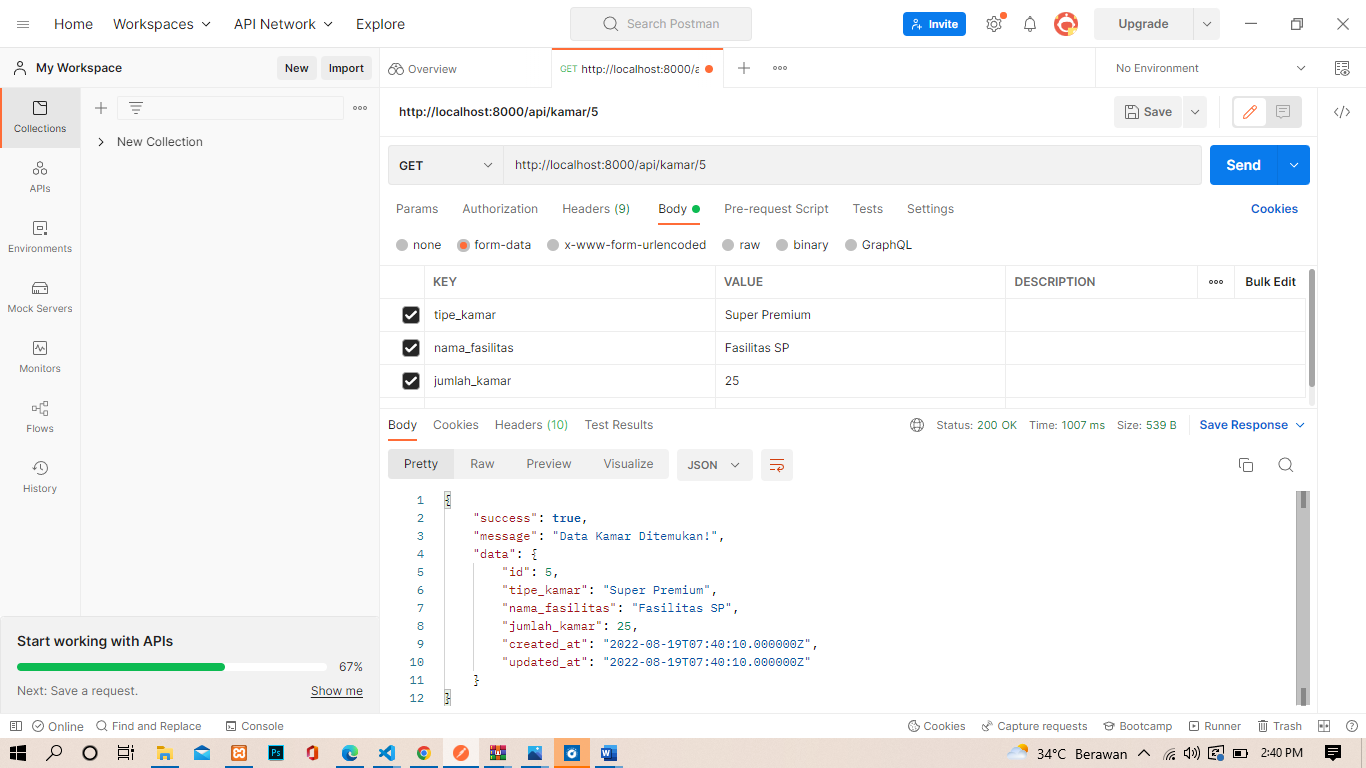 Home Workspaces API Network Explore Search Postman Invite Upgrade
My Workspace New Import Overview GET http://localhost:8000/a No Environment
Collections
APIs
Environments
Mock Servers
Monitors
Flows
History
New Collection
http://localhost:8000/api/kamar/5 Save
GET http://localhost:8000/api/kamar/5 Send
Params Authorization Headers (9) Body Pre-request Script Tests Settings Cookies
none form-data x-www-form-urlencoded raw binary GraphQL
KEY VALUE DESCRIPTION Bulk Edit
tipe_kamar Super Premium
nama_fasilitas Fasilitas SP
jumlah_kamar 25
Body Cookies Headers (10) Test Results Status: 200 OK Time: 1007 ms Size: 539 B Save Response
Pretty Raw Preview Visualize JSON
1 {
2 "success": true,
3 "message": "Data Kamar Ditemukan!",
4 "data": {
5 "id": 5,
6 "tipe_kamar": "Super Premium",
7 "nama_fasilitas": "Fasilitas SP",
8 "jumlah_kamar": 25,
9 "created_at": "2022-08-19T07:40:10.000000Z",
10 "updated_at": "2022-08-19T07:40:10.000000Z"
11 }
12 }
Start working with APIs
67%
Next: Save a request. Show me
Online Find and Replace Console Cookies Capture requests Bootcamp Runner Trash
34°C Berawan 2:40 PM